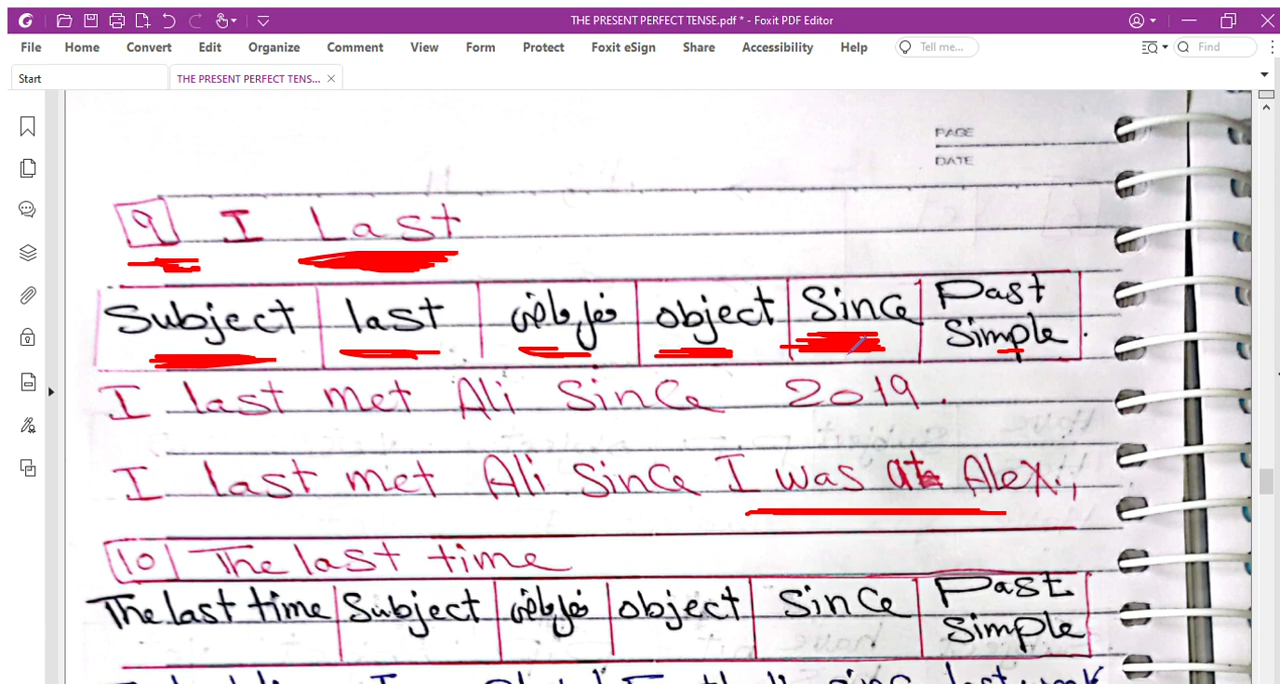 THE PRESENT PERFECT TENSE.pdf * - Foxit PDF Editor
File Home Convert Edit Organize Comment View Form Protect Foxit eSign Share Accessibility Help Tell me... Find
Start THE PRESENT PERFECT TENS...
PAGE
DATE
9 I Last
Subject last فعل ماضى object Since Past Simple.
I last met Ali Since 2019.
I last met Ali Since I was at Alex.,
10 The last time
The last time Subject فعل ماضى object Since Past Simple